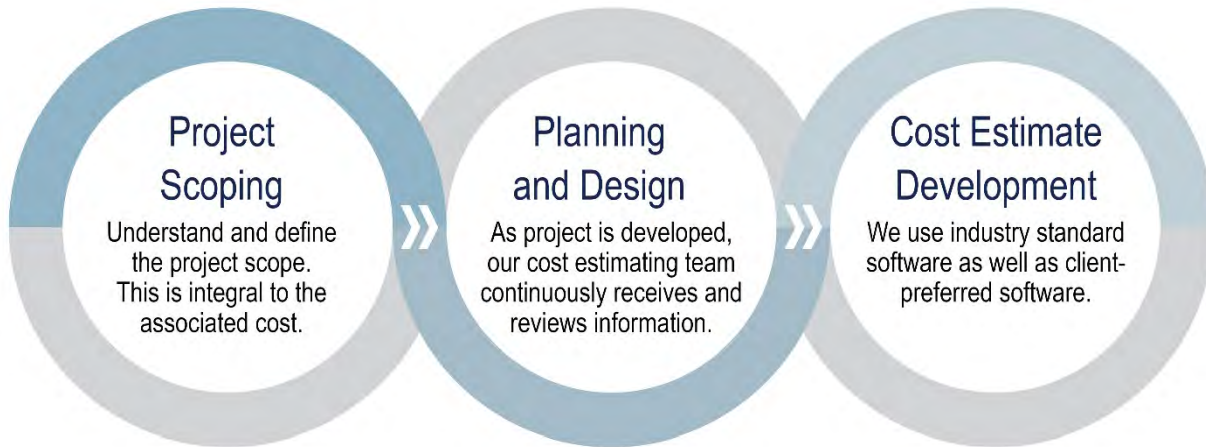 Project
Scoping
Understand and define
the project scope.
This is integral to the
associated cost.
Planning
and Design
As project is developed,
our cost estimating team
continuously receives and
reviews information.
Cost Estimate
Development
We use industry standard
software as well as client-
preferred software.